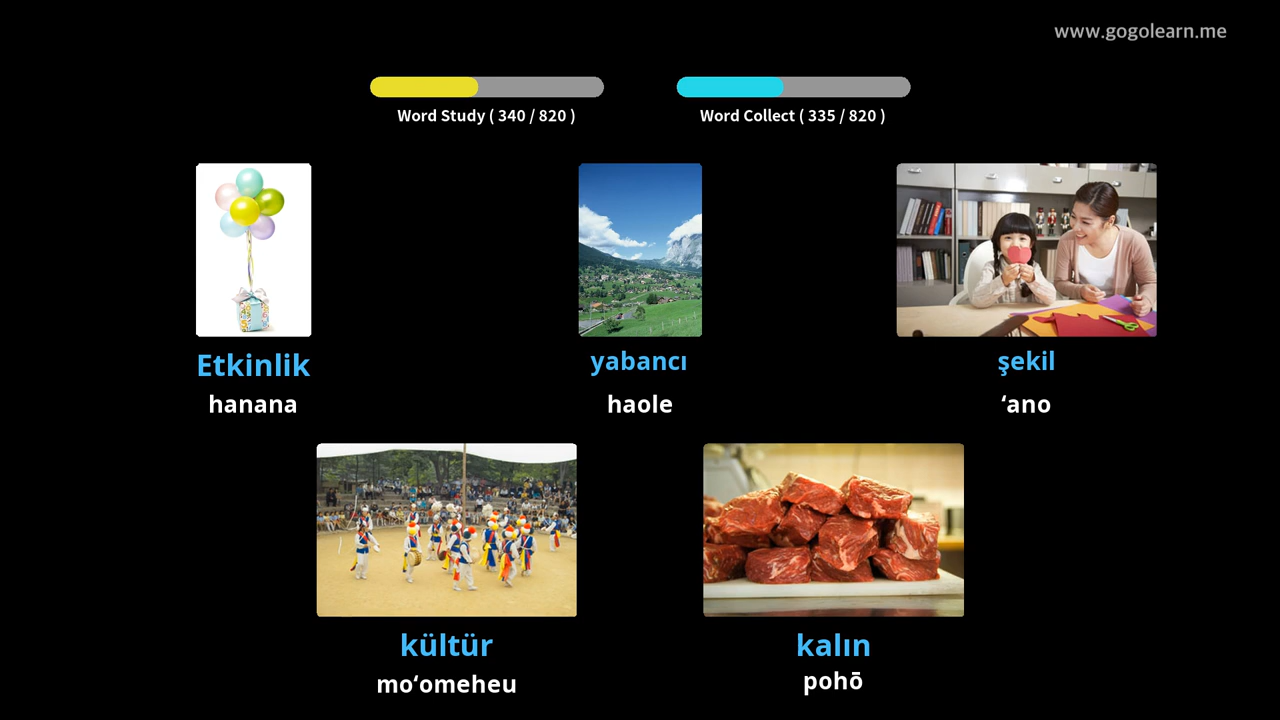 www.gogolearn.me
Word Study ( 340 / 820 )
Word Collect ( 335 / 820 )
Etkinlik
hanana
yabancı
haole
şekil
ʻano
kültür
moʻomeheu
kalın
pohō